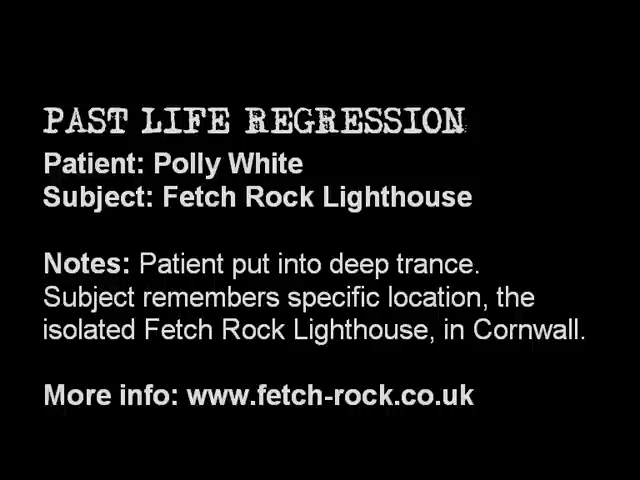 PAST LIFE REGRESSION
Patient: Polly White
Subject: Fetch Rock Lighthouse
Notes: Patient put into deep trance.
Subject remembers specific location, the
isolated Fetch Rock Lighthouse, in Cornwall.
More info: www.fetch-rock.co.uk